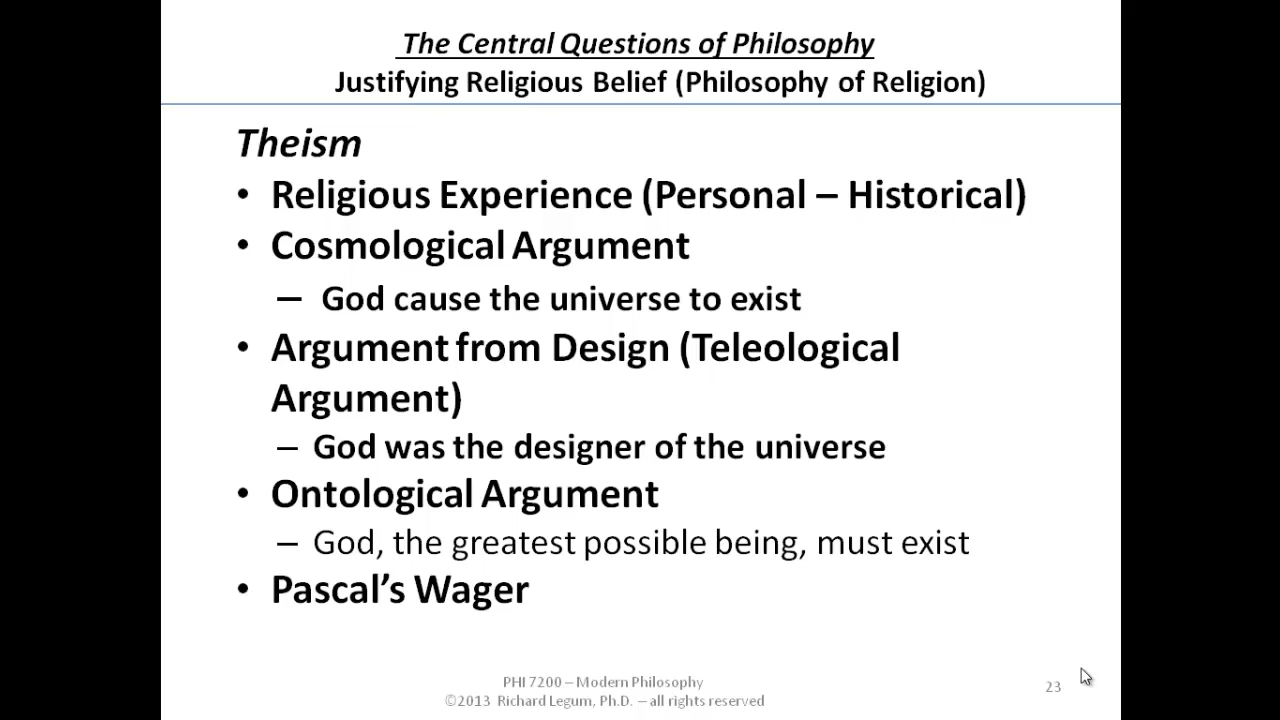 The Central Questions of Philosophy
Justifying Religious Belief (Philosophy of Religion)
Theism
• Religious Experience (Personal – Historical)
• Cosmological Argument
– God cause the universe to exist
• Argument from Design (Teleological
Argument)
– God was the designer of the universe
• Ontological Argument
– God, the greatest possible being, must exist
• Pascal's Wager
PHI 7200 – Modern Philosophy
©2013 Richard Legum, Ph.D. – all rights reserved
23